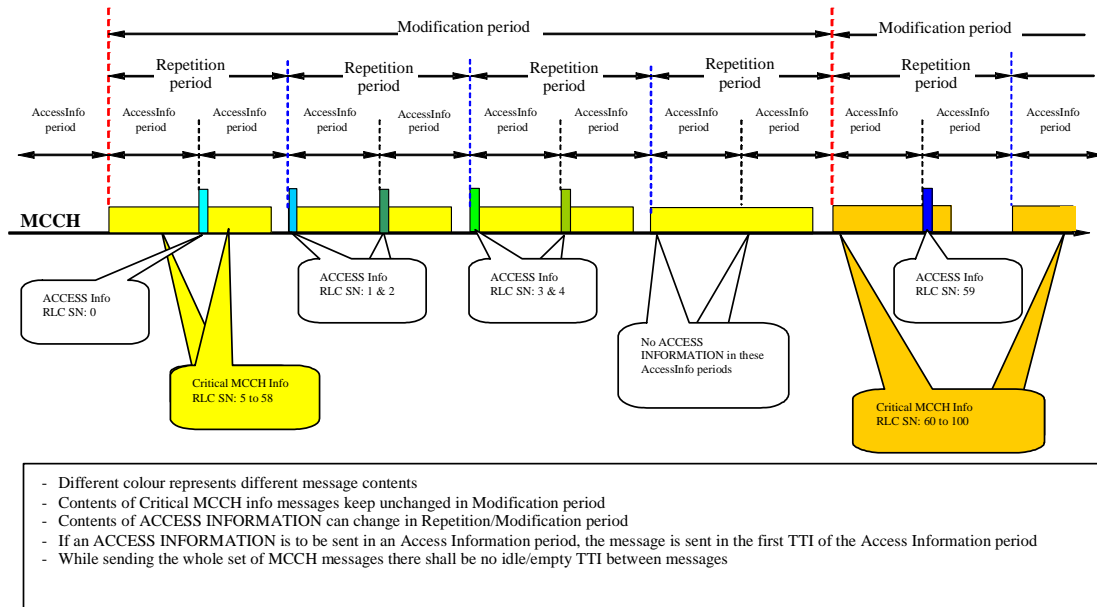 Modification period
Modification period
Repetition
period
Repetition
period
Repetition
period
Repetition
period
Repetition
period
AccessInfo
period
AccessInfo
period
AccessInfo
period
AccessInfo
period
AccessInfo
period
AccessInfo
period
AccessInfo
period
AccessInfo
period
AccessInfo
period
AccessInfo
period
AccessInfo
period
AccessInfo
period
MCCH
ACCESS Info
RLC SN: 0
ACCESS Info
RLC SN: 1 & 2
ACCESS Info
RLC SN: 3 & 4
ACCESS Info
RLC SN: 59
No ACCESS
INFORMATION in these
AccessInfo periods
Critical MCCH Info
RLC SN: 5 to 58
Critical MCCH Info
RLC SN: 60 to 100
- Different colour represents different message contents
- Contents of Critical MCCH info messages keep unchanged in Modification period
- Contents of ACCESS INFORMATION can change in Repetition/Modification period
- If an ACCESS INFORMATION is to be sent in an Access Information period, the message is sent in the first TTI of the Access Information period
- While sending the whole set of MCCH messages there shall be no idle/empty TTI between messages